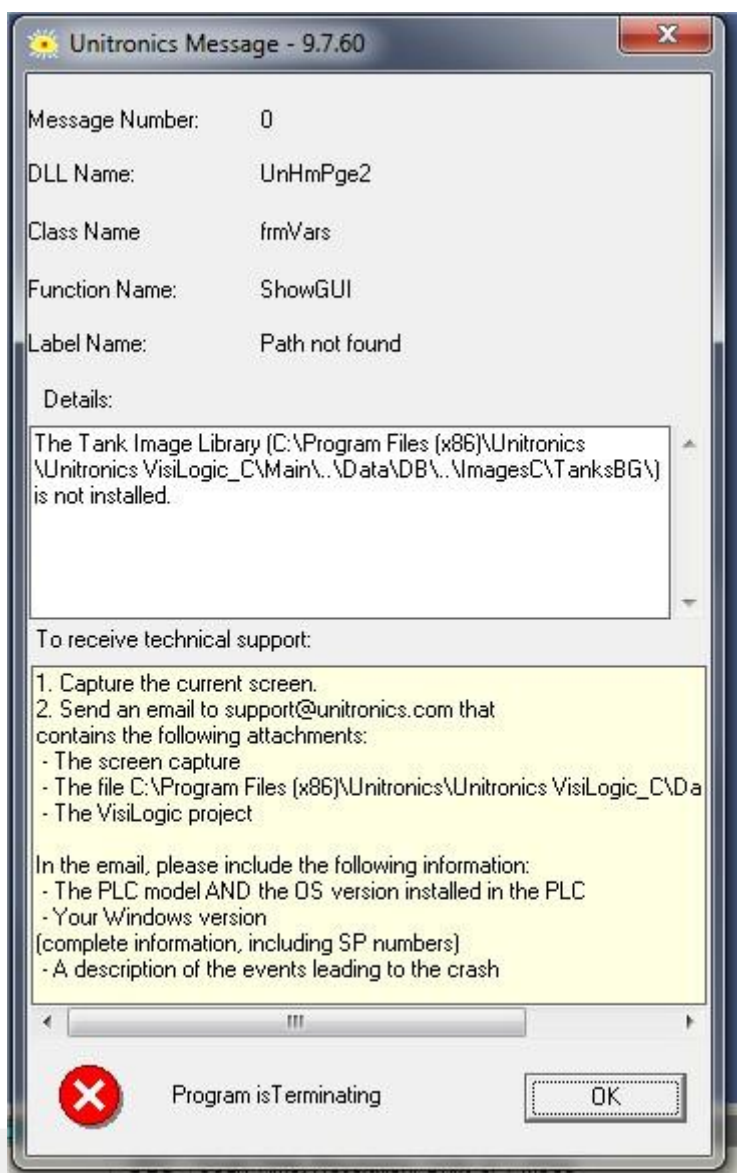 Unitronics Message - 9.7.60
Message Number: 0
DLL Name: UnHmPge2
Class Name frmVars
Function Name: ShowGUI
Label Name: Path not found
Details:
The Tank Image Library (C:\Program Files (x86)\Unitronics
\Unitronics VisiLogic_C\Main\..\Data\DB\..\ImagesC\TanksBG\)
is not installed.
To receive technical support:
1. Capture the current screen.
2. Send an email to support@unitronics.com that
contains the following attachments:
- The screen capture
- The file C:\Program Files (x86)\Unitronics\Unitronics VisiLogic_C\Da
- The VisiLogic project
In the email, please include the following information:
- The PLC model AND the OS version installed in the PLC
- Your Windows version
(complete information, including SP numbers)
- A description of the events leading to the crash
Program isTerminating
OK